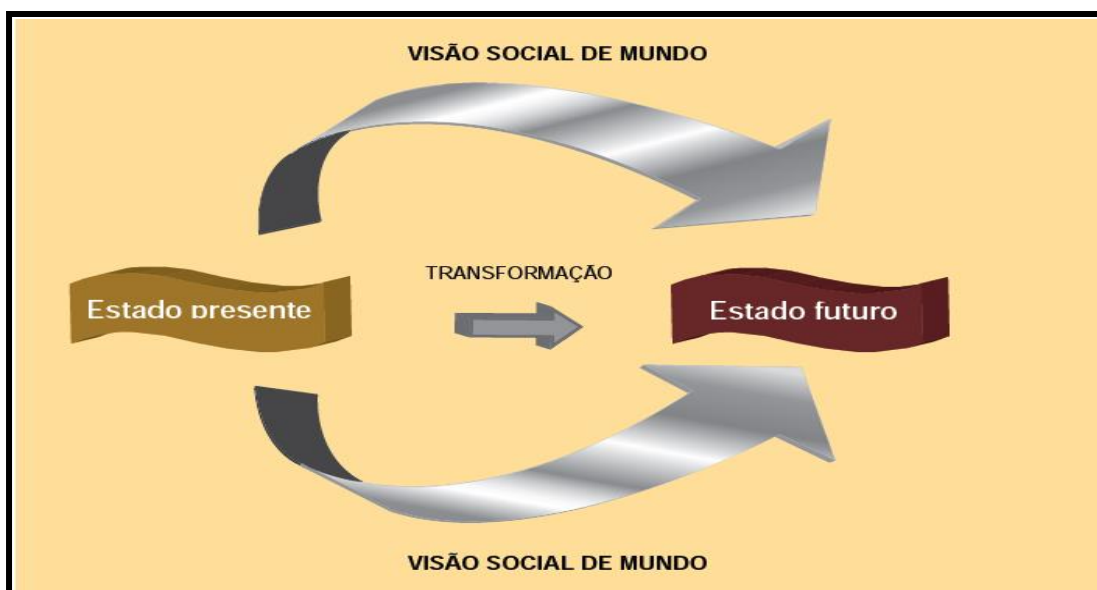 VISÃO SOCIAL DE MUNDO
TRANSFORMAÇÃO
Estado presente
Estado futuro
VISÃO SOCIAL DE MUNDO